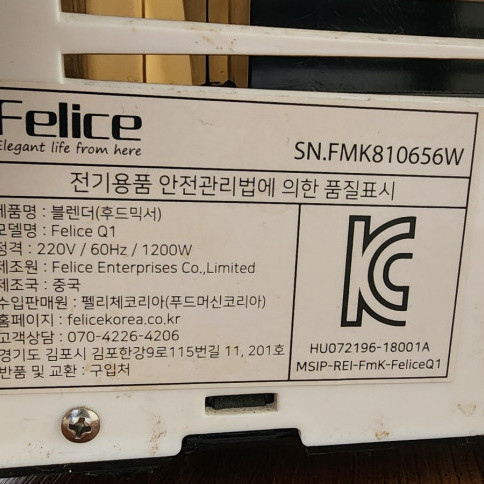 Felice
Elegant life from here
SN.FMK810656W
전기용품 안전관리법에 의한 품질표시
제품명 : 블렌더(후드믹서)
모델명 : Felice Q1
정격 : 220V / 60Hz / 1200W
제조원 : Felice Enterprises Co.,Limited
제조국 : 중국
수입판매원 : 펠리체코리아(푸드머신코리아)
홈페이지 : felicekorea.co.kr
고객상담 : 070-4226-4206
경기도 김포시 김포한강9로115번길 11, 201호
반품 및 교환 : 구입처
HU072196-18001A
MSIP-REI-FmK-FeliceQ1